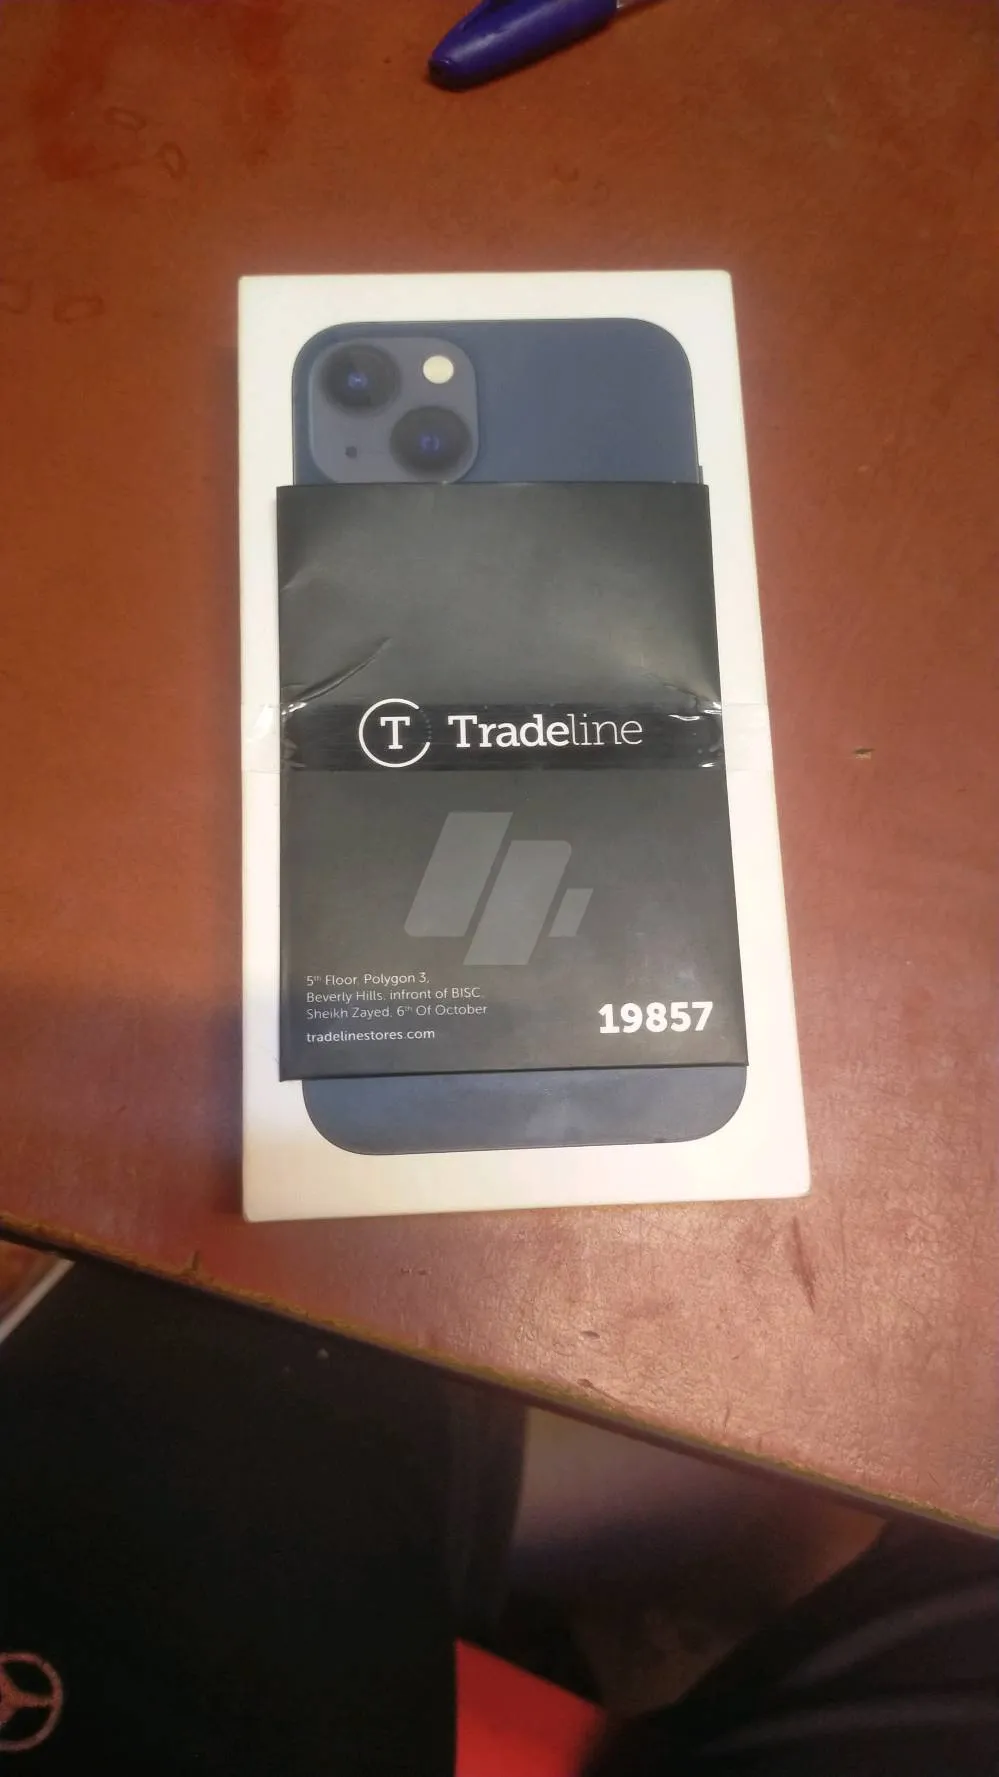 T Tradeline
5th Floor, Polygon 3,
Beverly Hills, infront of BISC,
Sheikh Zayed, 6th Of October
tradelinestores.com
19857